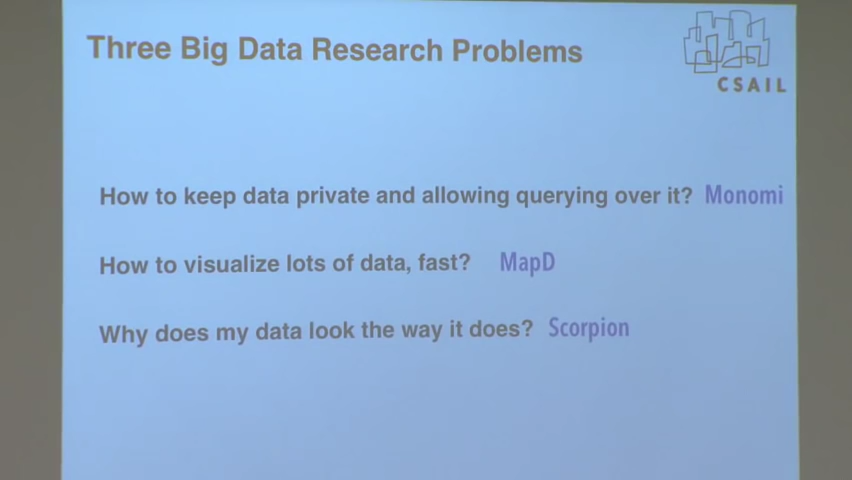 Three Big Data Research Problems
CSAIL
How to keep data private and allowing querying over it? Monomi
How to visualize lots of data, fast? MapD
Why does my data look the way it does? Scorpion